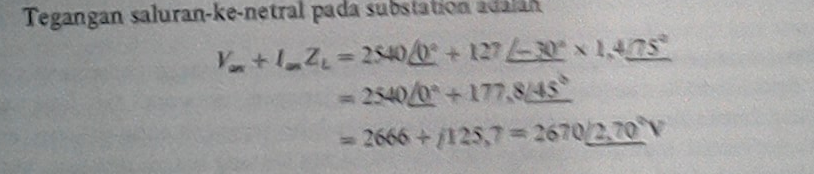 Tegangan saluran-ke-netral pada substation adalah
V_an + I_an Z_L = 2540/0° + 127 /−30° × 1,4/75°
= 2540/0° + 177,8/45°
= 2666 + j125,7 = 2670/2,70° V